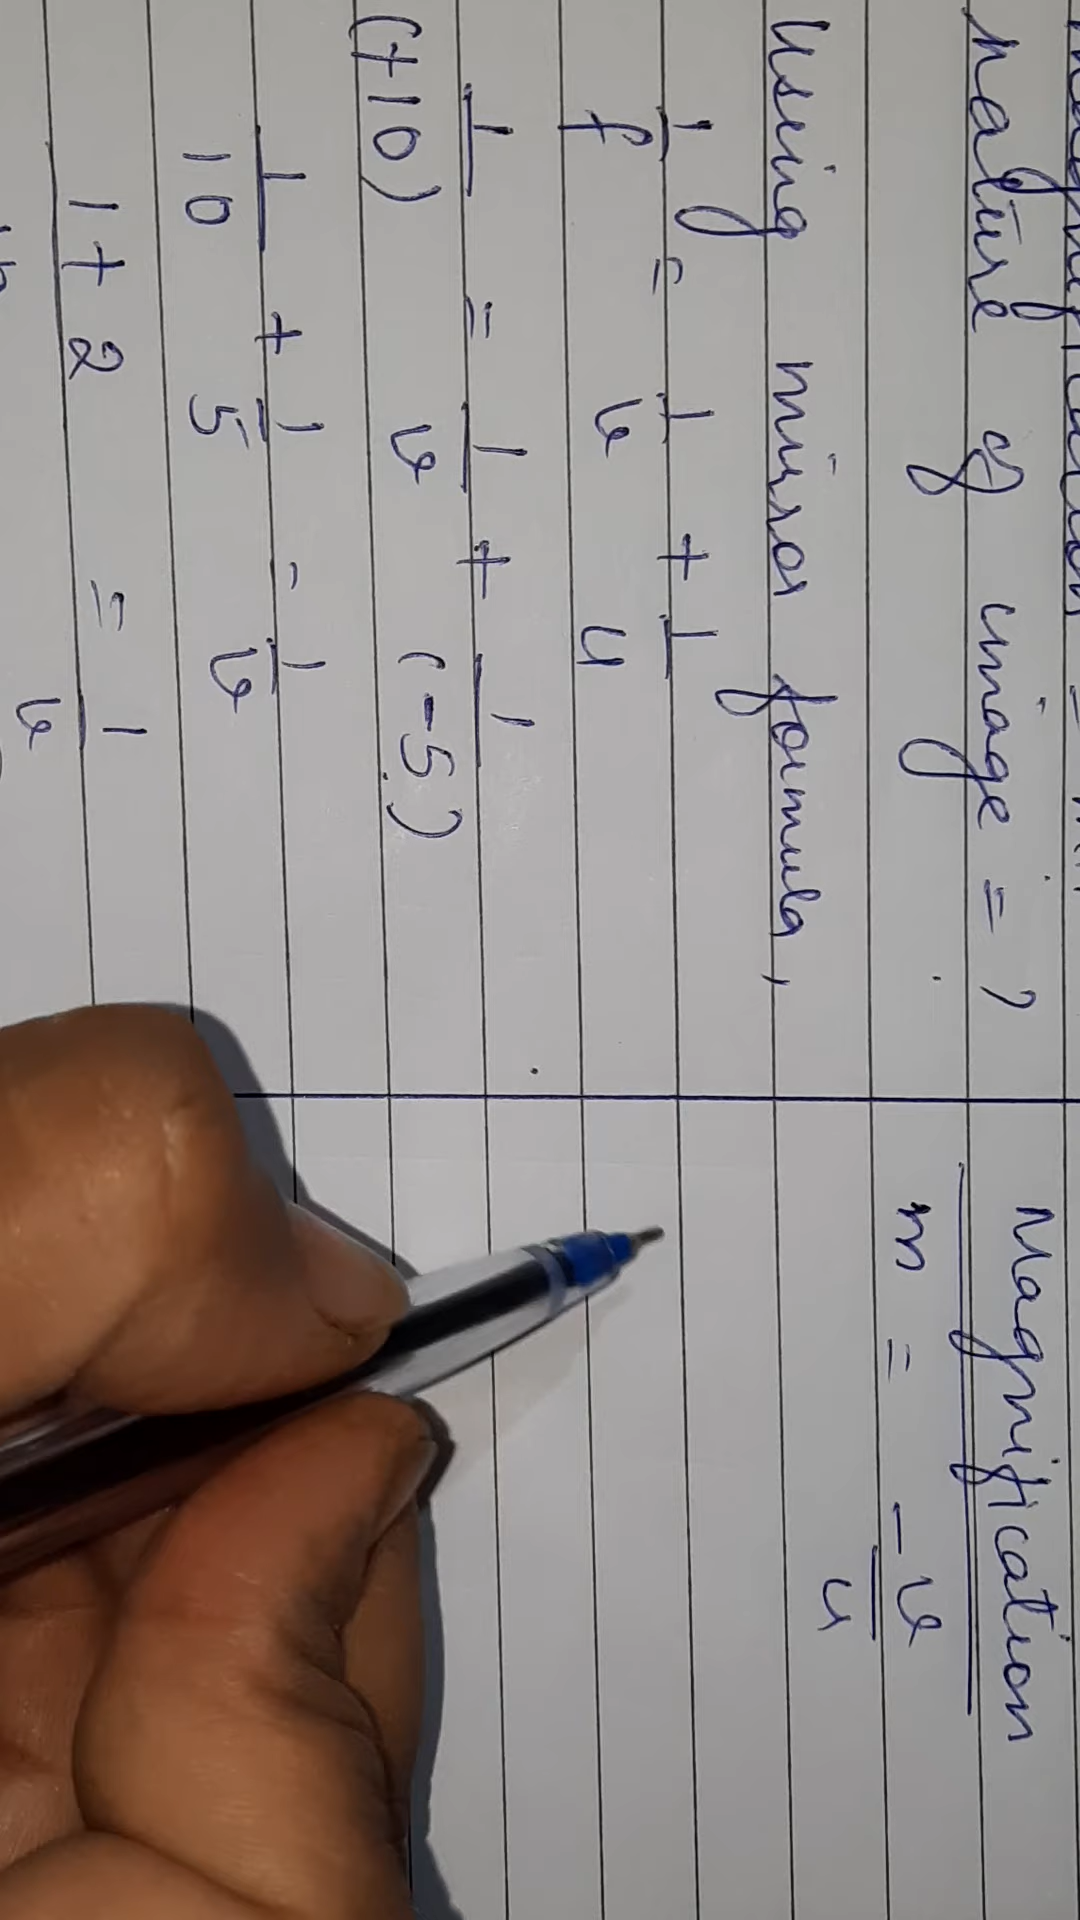 nature of image = ?
Using mirror formula,
1/f = 1/v + 1/u
1/(+10) = 1/v + 1/(-5)
1/10 + 1/5 = 1/v
1+2 = 1/v
Magnification
m = -v/u